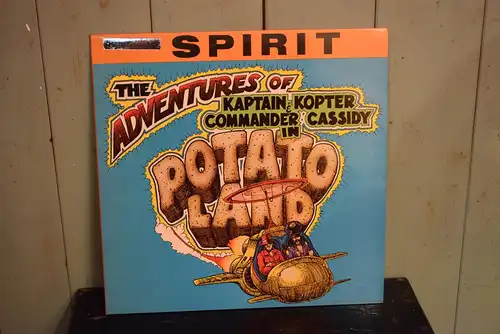 SPIRIT
THE
ADVENTURES OF
KAPTAIN KOPTER
COMMANDER CASSIDY
IN
POTATO
LAND